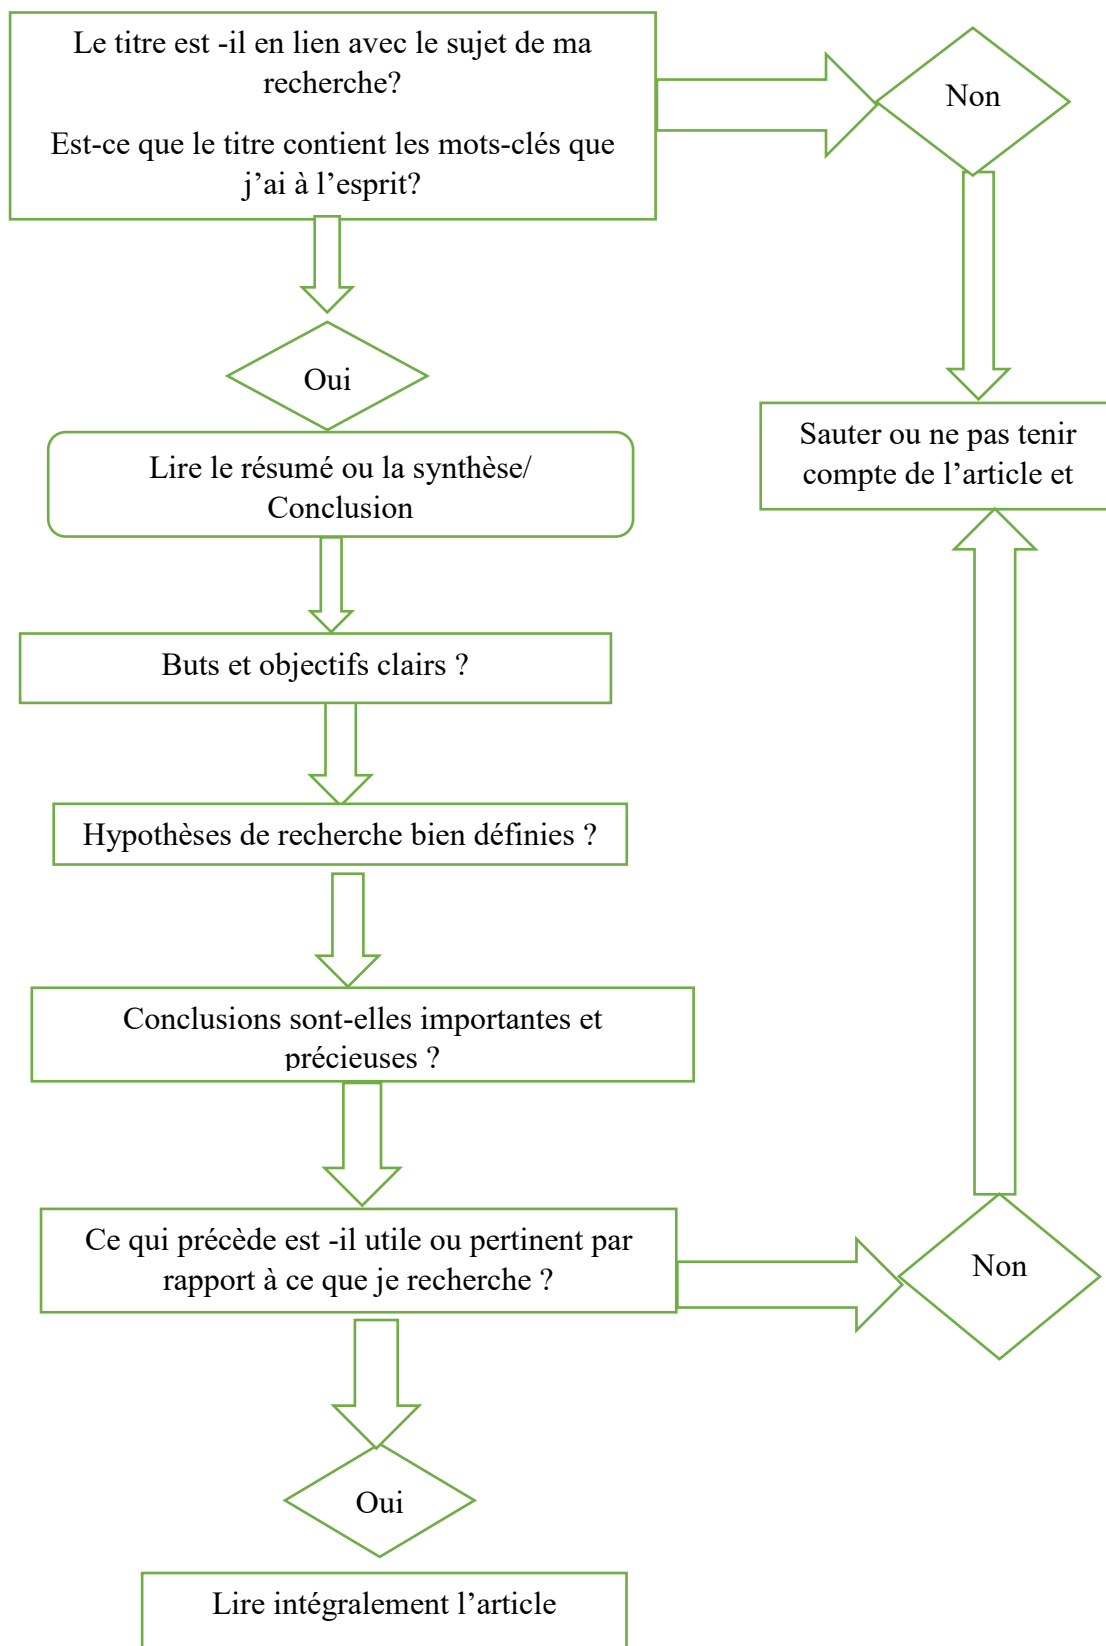 Le titre est -il en lien avec le sujet de ma
recherche?
Est-ce que le titre contient les mots-clés que
j’ai à l’esprit?
Non
Oui
Sauter ou ne pas tenir
compte de l’article et
Lire le résumé ou la synthèse/
Conclusion
Buts et objectifs clairs ?
Hypothèses de recherche bien définies ?
Conclusions sont-elles importantes et
précieuses ?
Ce qui précède est -il utile ou pertinent par
rapport à ce que je recherche ?
Non
Oui
Lire intégralement l’article